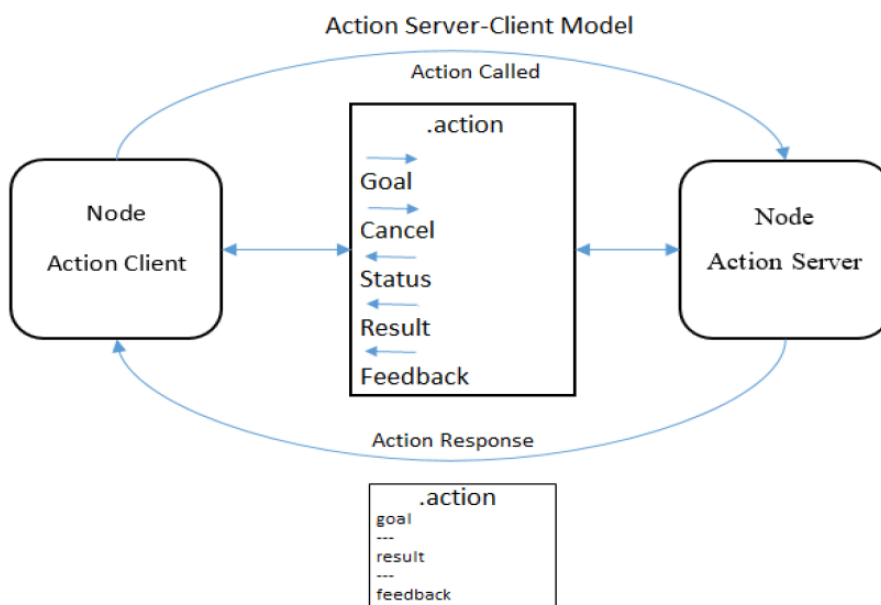 Action Server-Client Model
Action Called
.action
Goal
Cancel
Status
Result
Feedback
Node
Action Client
Node
Action Server
Action Response
.action
goal
---
result
---
feedback